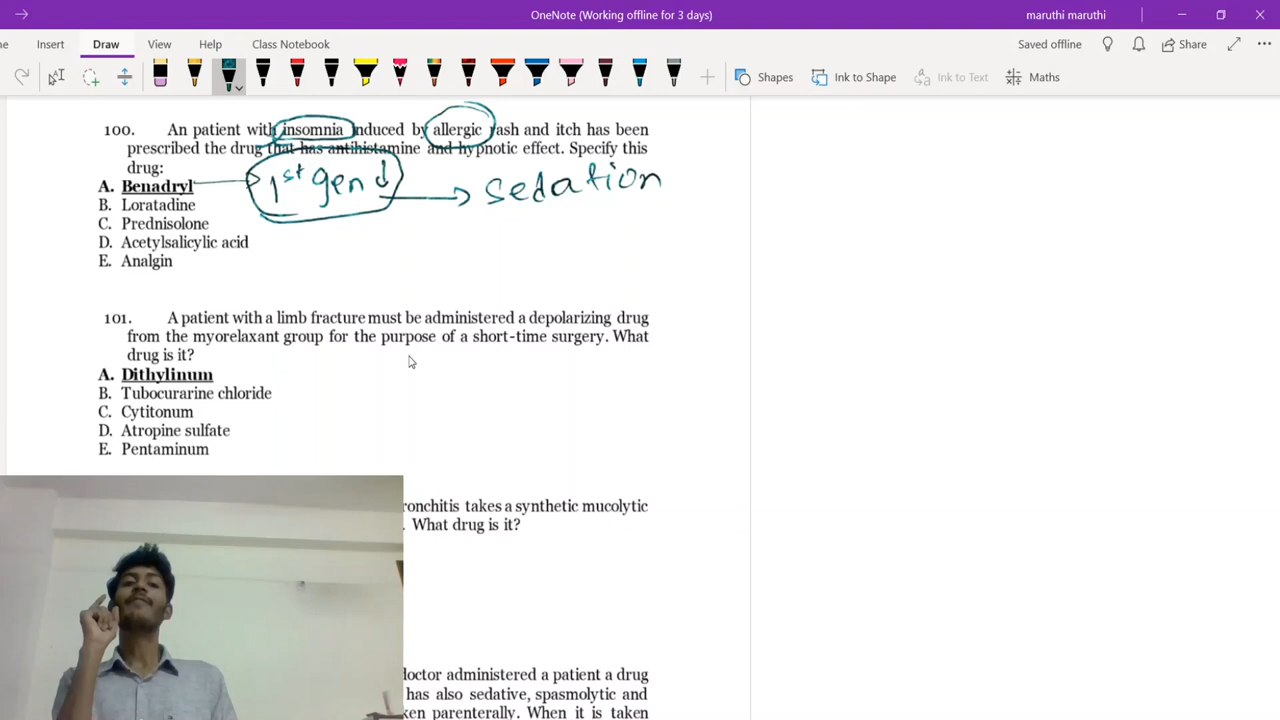 OneNote (Working offline for 3 days)
maruthi maruthi
Insert Draw View Help Class Notebook
Saved offline
Share
Shapes
Ink to Shape
Ink to Text
Maths
100. An patient with insomnia induced by allergic rash and itch has been
prescribed the drug that has antihistamine and hypnotic effect. Specify this
drug:
A. Benadryl
1st gen
sedation
B. Loratadine
C. Prednisolone
D. Acetylsalicylic acid
E. Analgin
101. A patient with a limb fracture must be administered a depolarizing drug
from the myorelaxant group for the purpose of a short-time surgery. What
drug is it?
A. Dithylinum
B. Tubocurarine chloride
C. Cytitonum
D. Atropine sulfate
E. Pentaminum
ronchitis takes a synthetic mucolytic
. What drug is it?
doctor administered a patient a drug
has also sedative, spasmolytic and
ken parenterally. When it is taken